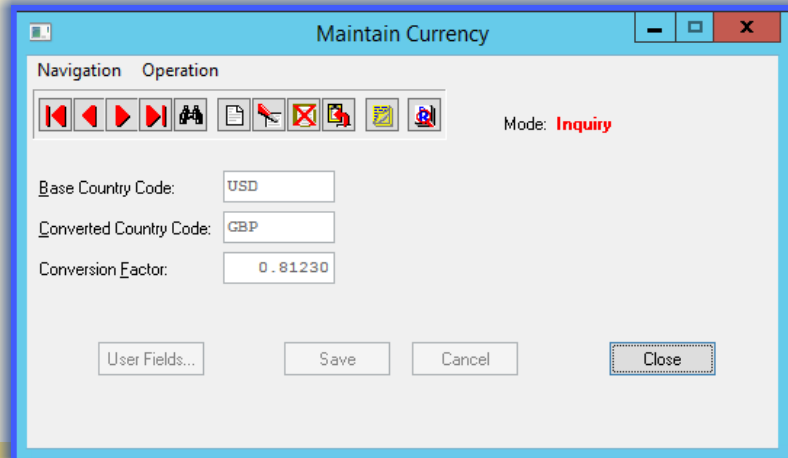 Maintain Currency
Navigation Operation
Mode: Inquiry
Base Country Code: USD
Converted Country Code: GBP
Conversion Factor: 0.81230
User Fields... Save Cancel Close